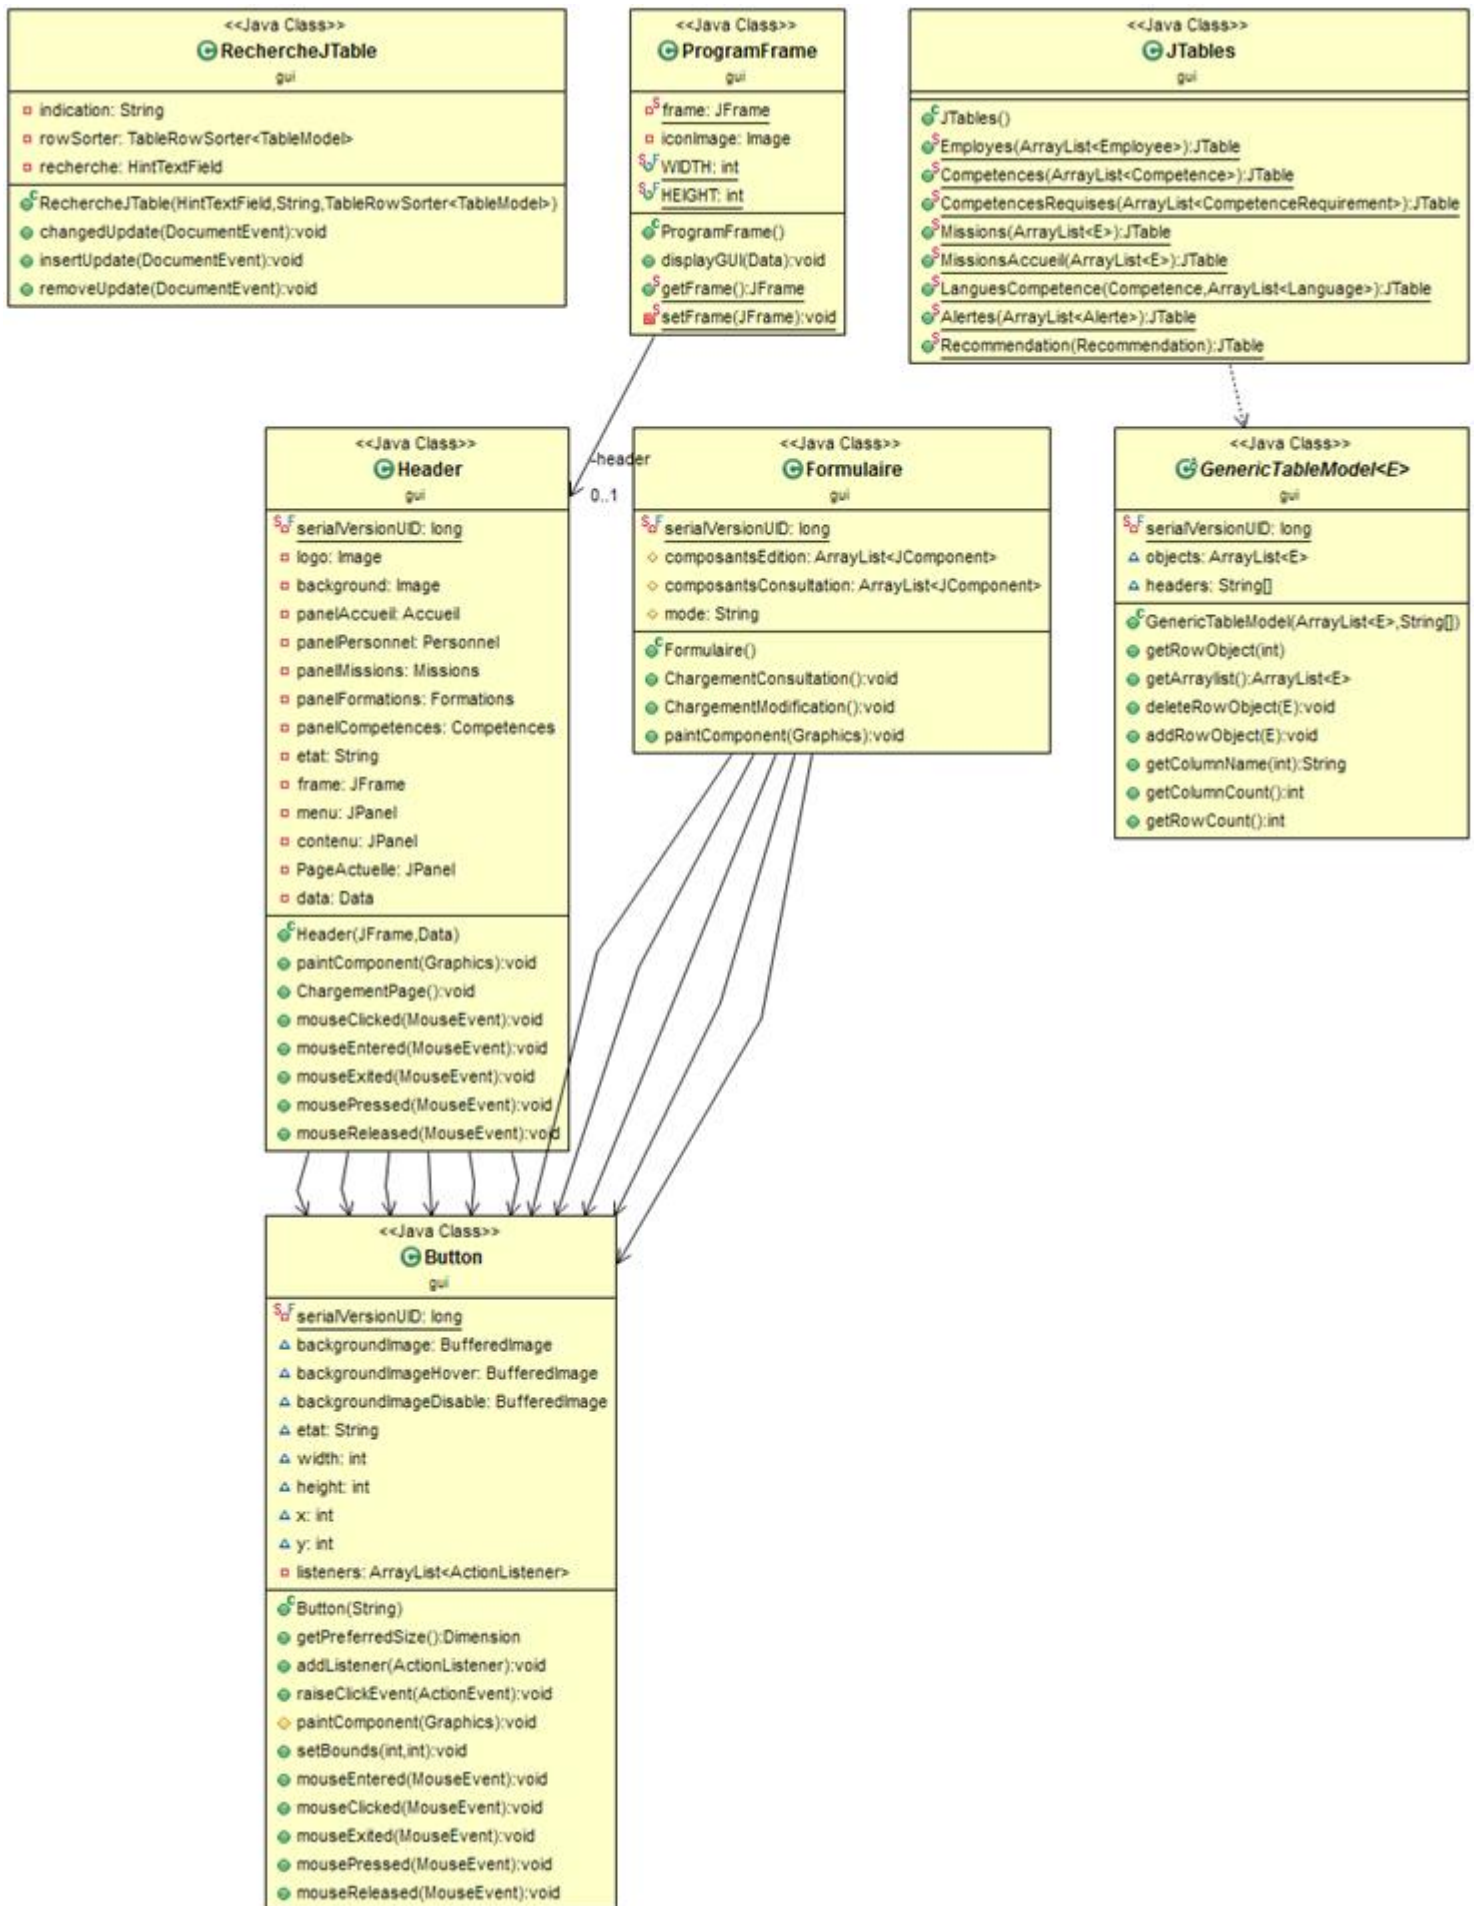 <<Java Class>>
RechercheJTable
gui
indication: String
rowSorter: TableRowSorter<TableModel>
recherche: HintTextField
RechercheJTable(HintTextField,String,TableRowSorter<TableModel>)
changedUpdate(DocumentEvent):void
insertUpdate(DocumentEvent):void
removeUpdate(DocumentEvent):void
<<Java Class>>
ProgramFrame
gui
frame: JFrame
iconImage: Image
WIDTH: int
HEIGHT: int
ProgramFrame()
displayGUI(Data):void
getFrame():JFrame
setFrame(JFrame):void
<<Java Class>>
JTables
gui
JTables()
Employes(ArrayList<Employee>):JTable
Competences(ArrayList<Competence>):JTable
CompetencesRequises(ArrayList<CompetenceRequirement>):JTable
Missions(ArrayList<E>):JTable
MissionsAccueil(ArrayList<E>):JTable
LanguesCompetence(Competence,ArrayList<Language>):JTable
Alertes(ArrayList<Alerte>):JTable
Recommendation(Recommendation):JTable
-header
0..1
<<Java Class>>
Header
gui
serialVersionUID: long
logo: Image
background: Image
panelAccueil: Accueil
panelPersonnel: Personnel
panelMissions: Missions
panelFormations: Formations
panelCompetences: Competences
etat: String
frame: JFrame
menu: JPanel
contenu: JPanel
PageActuelle: JPanel
data: Data
Header(JFrame,Data)
paintComponent(Graphics):void
ChargementPage():void
mouseClicked(MouseEvent):void
mouseEntered(MouseEvent):void
mouseExited(MouseEvent):void
mousePressed(MouseEvent):void
mouseReleased(MouseEvent):void
<<Java Class>>
Formulaire
gui
serialVersionUID: long
composantsEdition: ArrayList<JComponent>
composantsConsultation: ArrayList<JComponent>
mode: String
Formulaire()
ChargementConsultation():void
ChargementModification():void
paintComponent(Graphics):void
<<Java Class>>
GenericTableModel<E>
gui
serialVersionUID: long
objects: ArrayList<E>
headers: String[]
GenericTableModel(ArrayList<E>,String[])
getRowObject(int)
getArraylist():ArrayList<E>
deleteRowObject(E):void
addRowObject(E):void
getColumnName(int):String
getColumnCount():int
getRowCount():int
<<Java Class>>
Button
gui
serialVersionUID: long
backgroundImage: BufferedImage
backgroundImageHover: BufferedImage
backgroundImageDisable: BufferedImage
etat: String
width: int
height: int
x: int
y: int
listeners: ArrayList<ActionListener>
Button(String)
getPreferredSize():Dimension
addListener(ActionListener):void
raiseClickEvent(ActionEvent):void
paintComponent(Graphics):void
setBounds(int,int):void
mouseEntered(MouseEvent):void
mouseClicked(MouseEvent):void
mouseExited(MouseEvent):void
mousePressed(MouseEvent):void
mouseReleased(MouseEvent):void